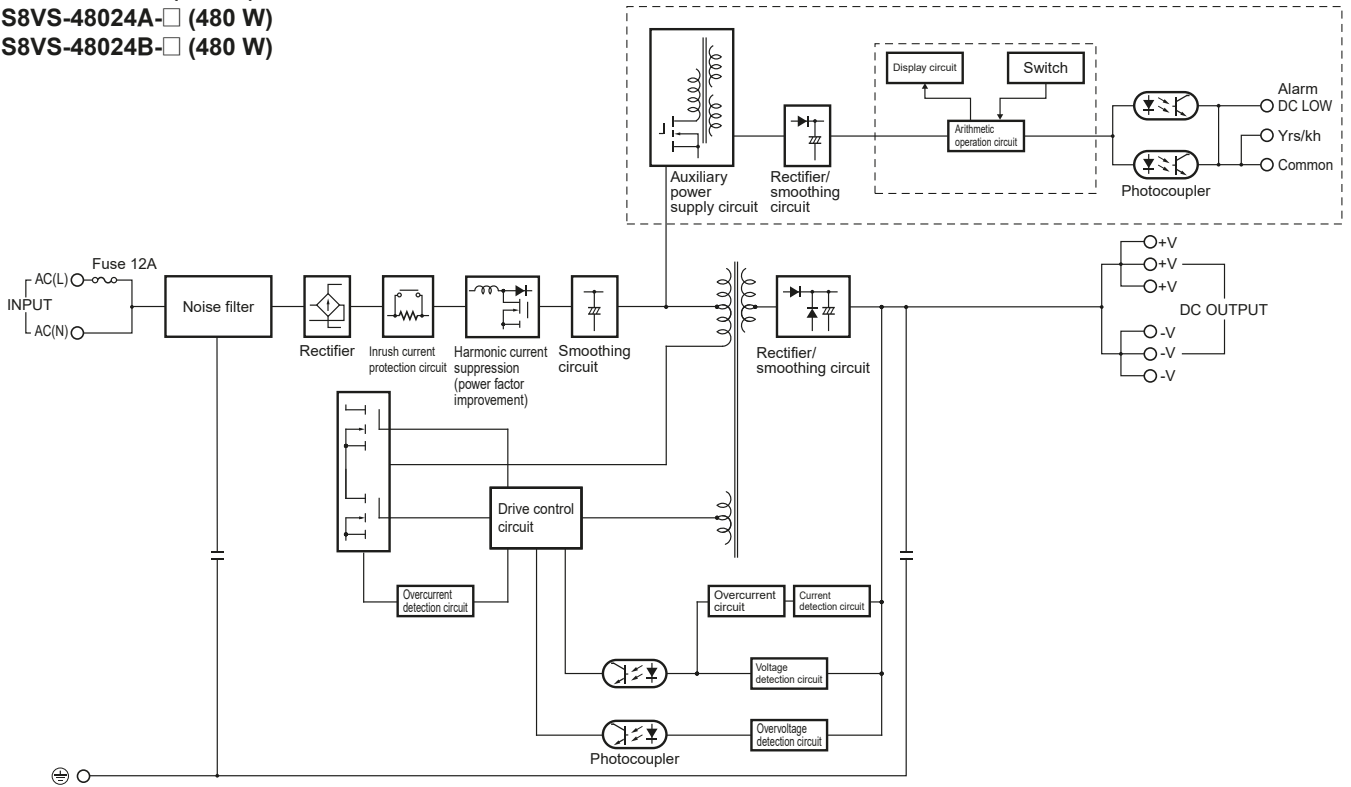 S8VS-48024A-□ (480 W)
S8VS-48024B-□ (480 W)
Display circuit
Switch
Arithmetic
operation circuit
Alarm
DC LOW
Yrs/kh
Common
Photocoupler
Auxiliary
power
supply circuit
Rectifier/
smoothing
circuit
INPUT
AC(L)
Fuse 12A
AC(N)
Noise filter
Rectifier
Inrush current
protection circuit
Harmonic current
suppression
(power factor
improvement)
Smoothing
circuit
Rectifier/
smoothing circuit
+V
+V
+V
DC OUTPUT
-V
-V
-V
Drive control
circuit
Overcurrent
detection circuit
Overcurrent
circuit
Current
detection circuit
Voltage
detection circuit
Overvoltage
detection circuit
Photocoupler